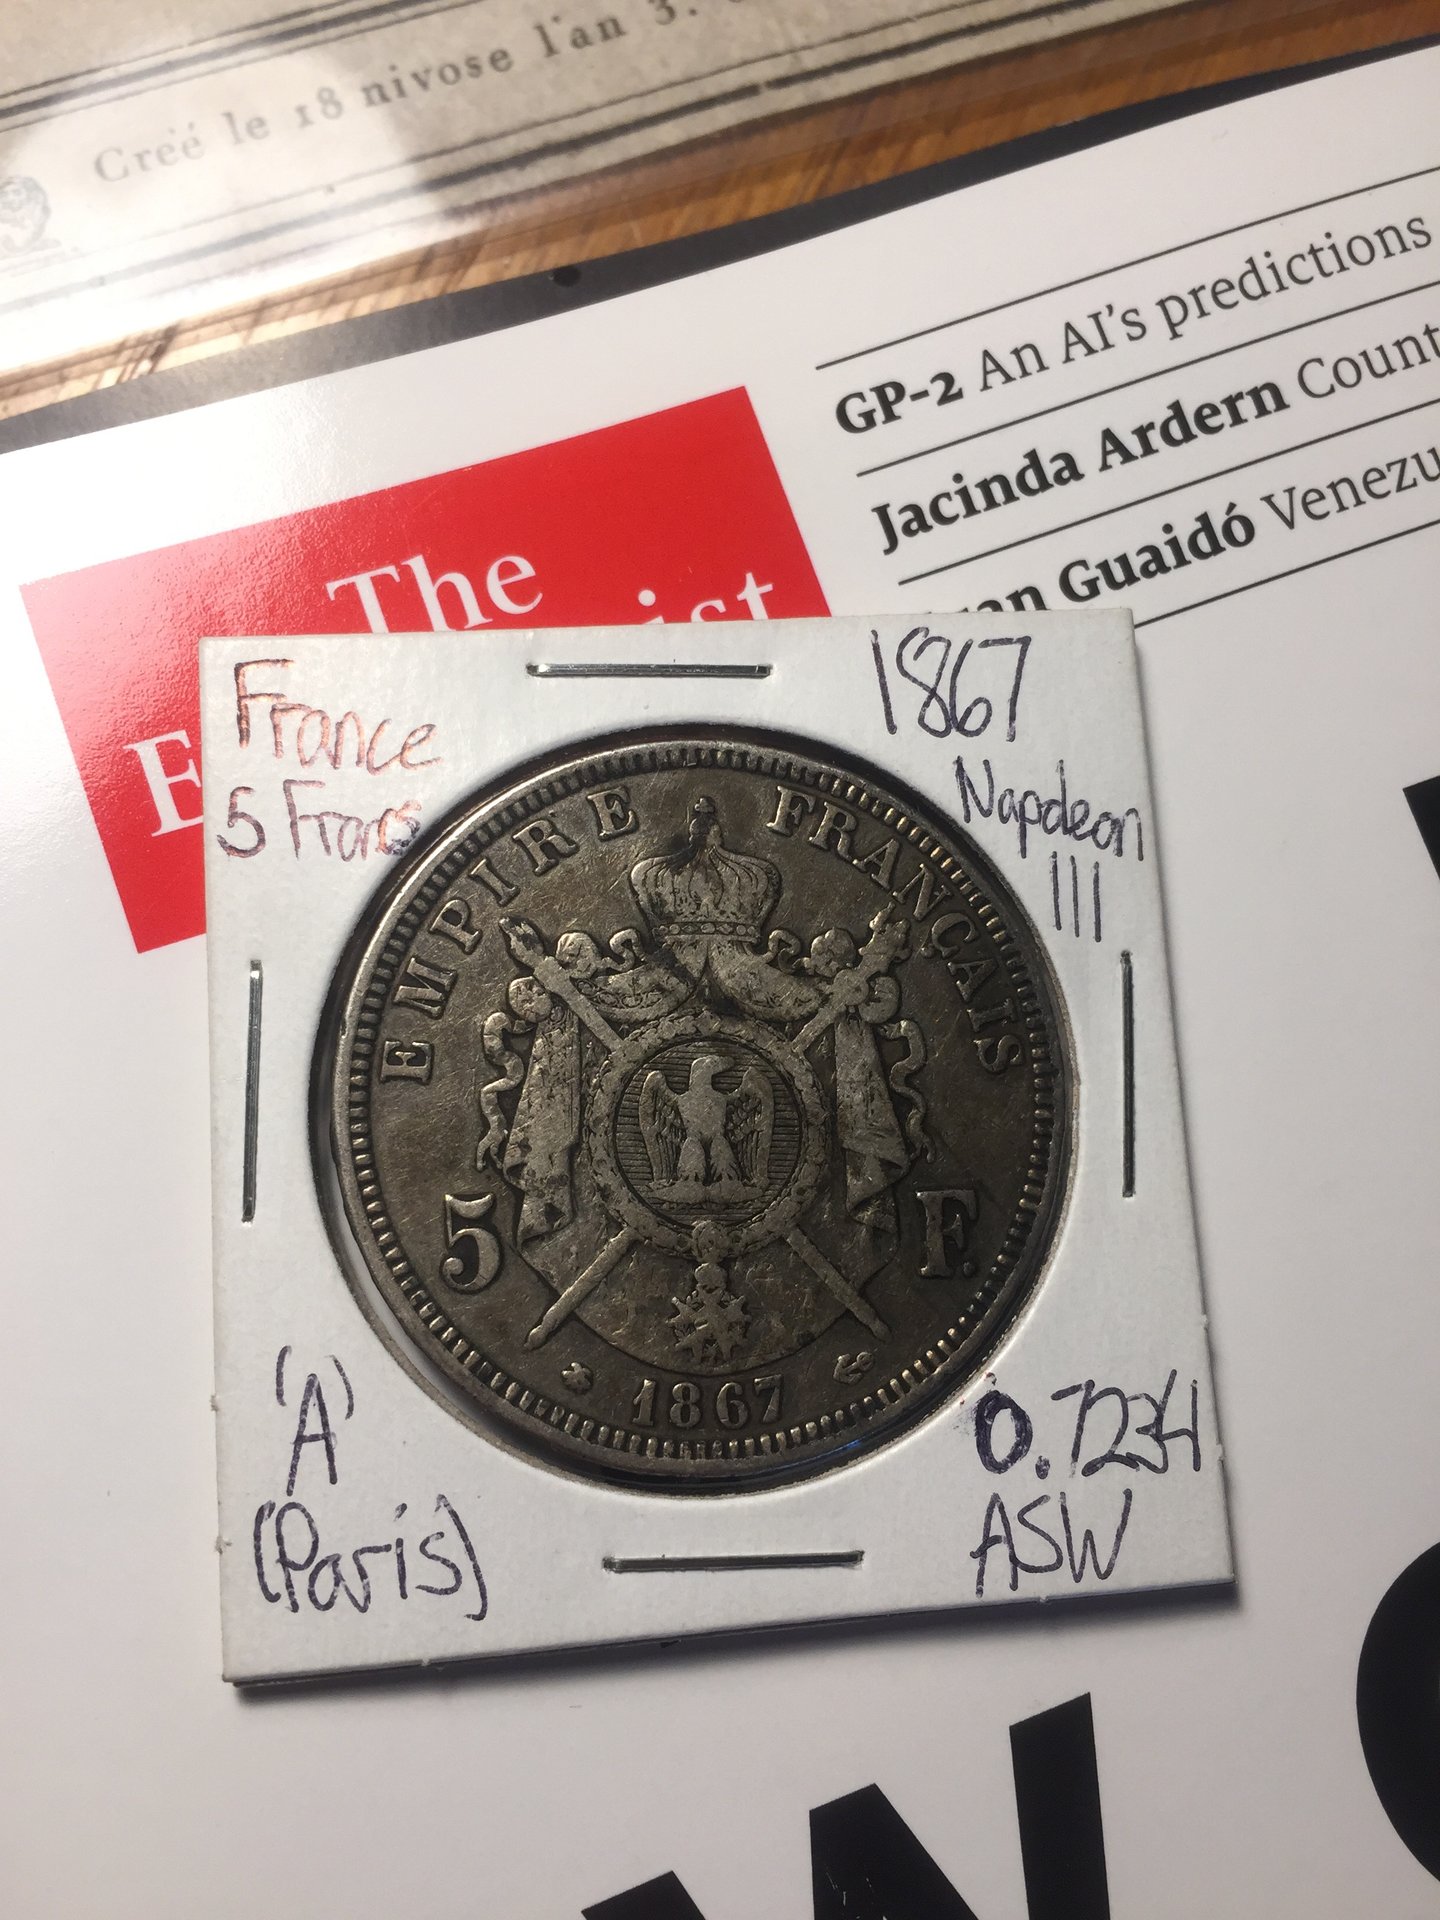 Créé le 18 nivose l'an 3.
GP-2 An AI's predictions
Jacinda Ardern Count
Guaidó Venezu
The
France
5 Francs
1867
Napoleon
III
EMPIRE FRANÇAIS
5 F.
1867
'A'
(Paris)
0.7234
ASW
W